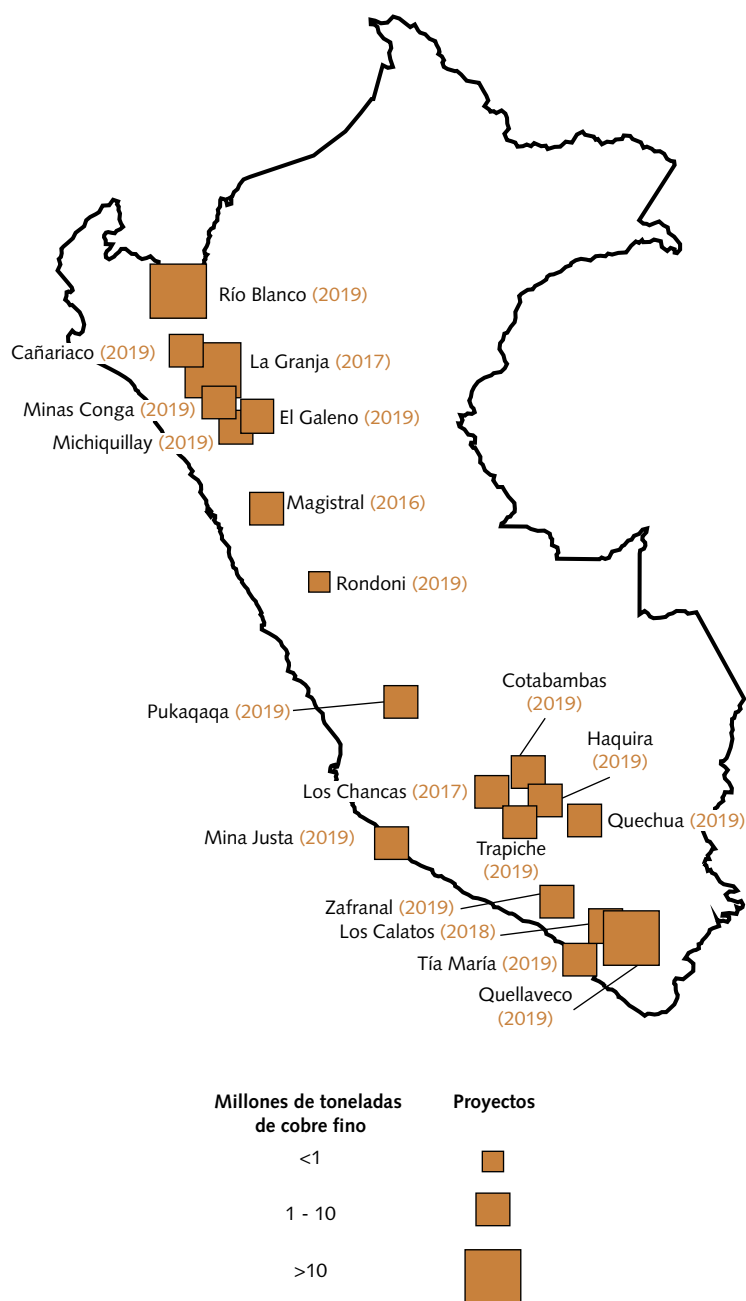 Río Blanco (2019)
Cañariaco (2019)
La Granja (2017)
Minas Conga (2019)
El Galeno (2019)
Michiquillay (2019)
Magistral (2016)
Rondoni (2019)
Cotabambas
(2019)
Pukaqaqa (2019)
Haquira
(2019)
Los Chancas (2017)
Quechua (2019)
Mina Justa (2019)
Trapiche
(2019)
Zafranal (2019)
Los Calatos (2018)
Tía María (2019)
Quellaveco
(2019)
Millones de toneladas
de cobre fino
Proyectos
<1
1 - 10
>10